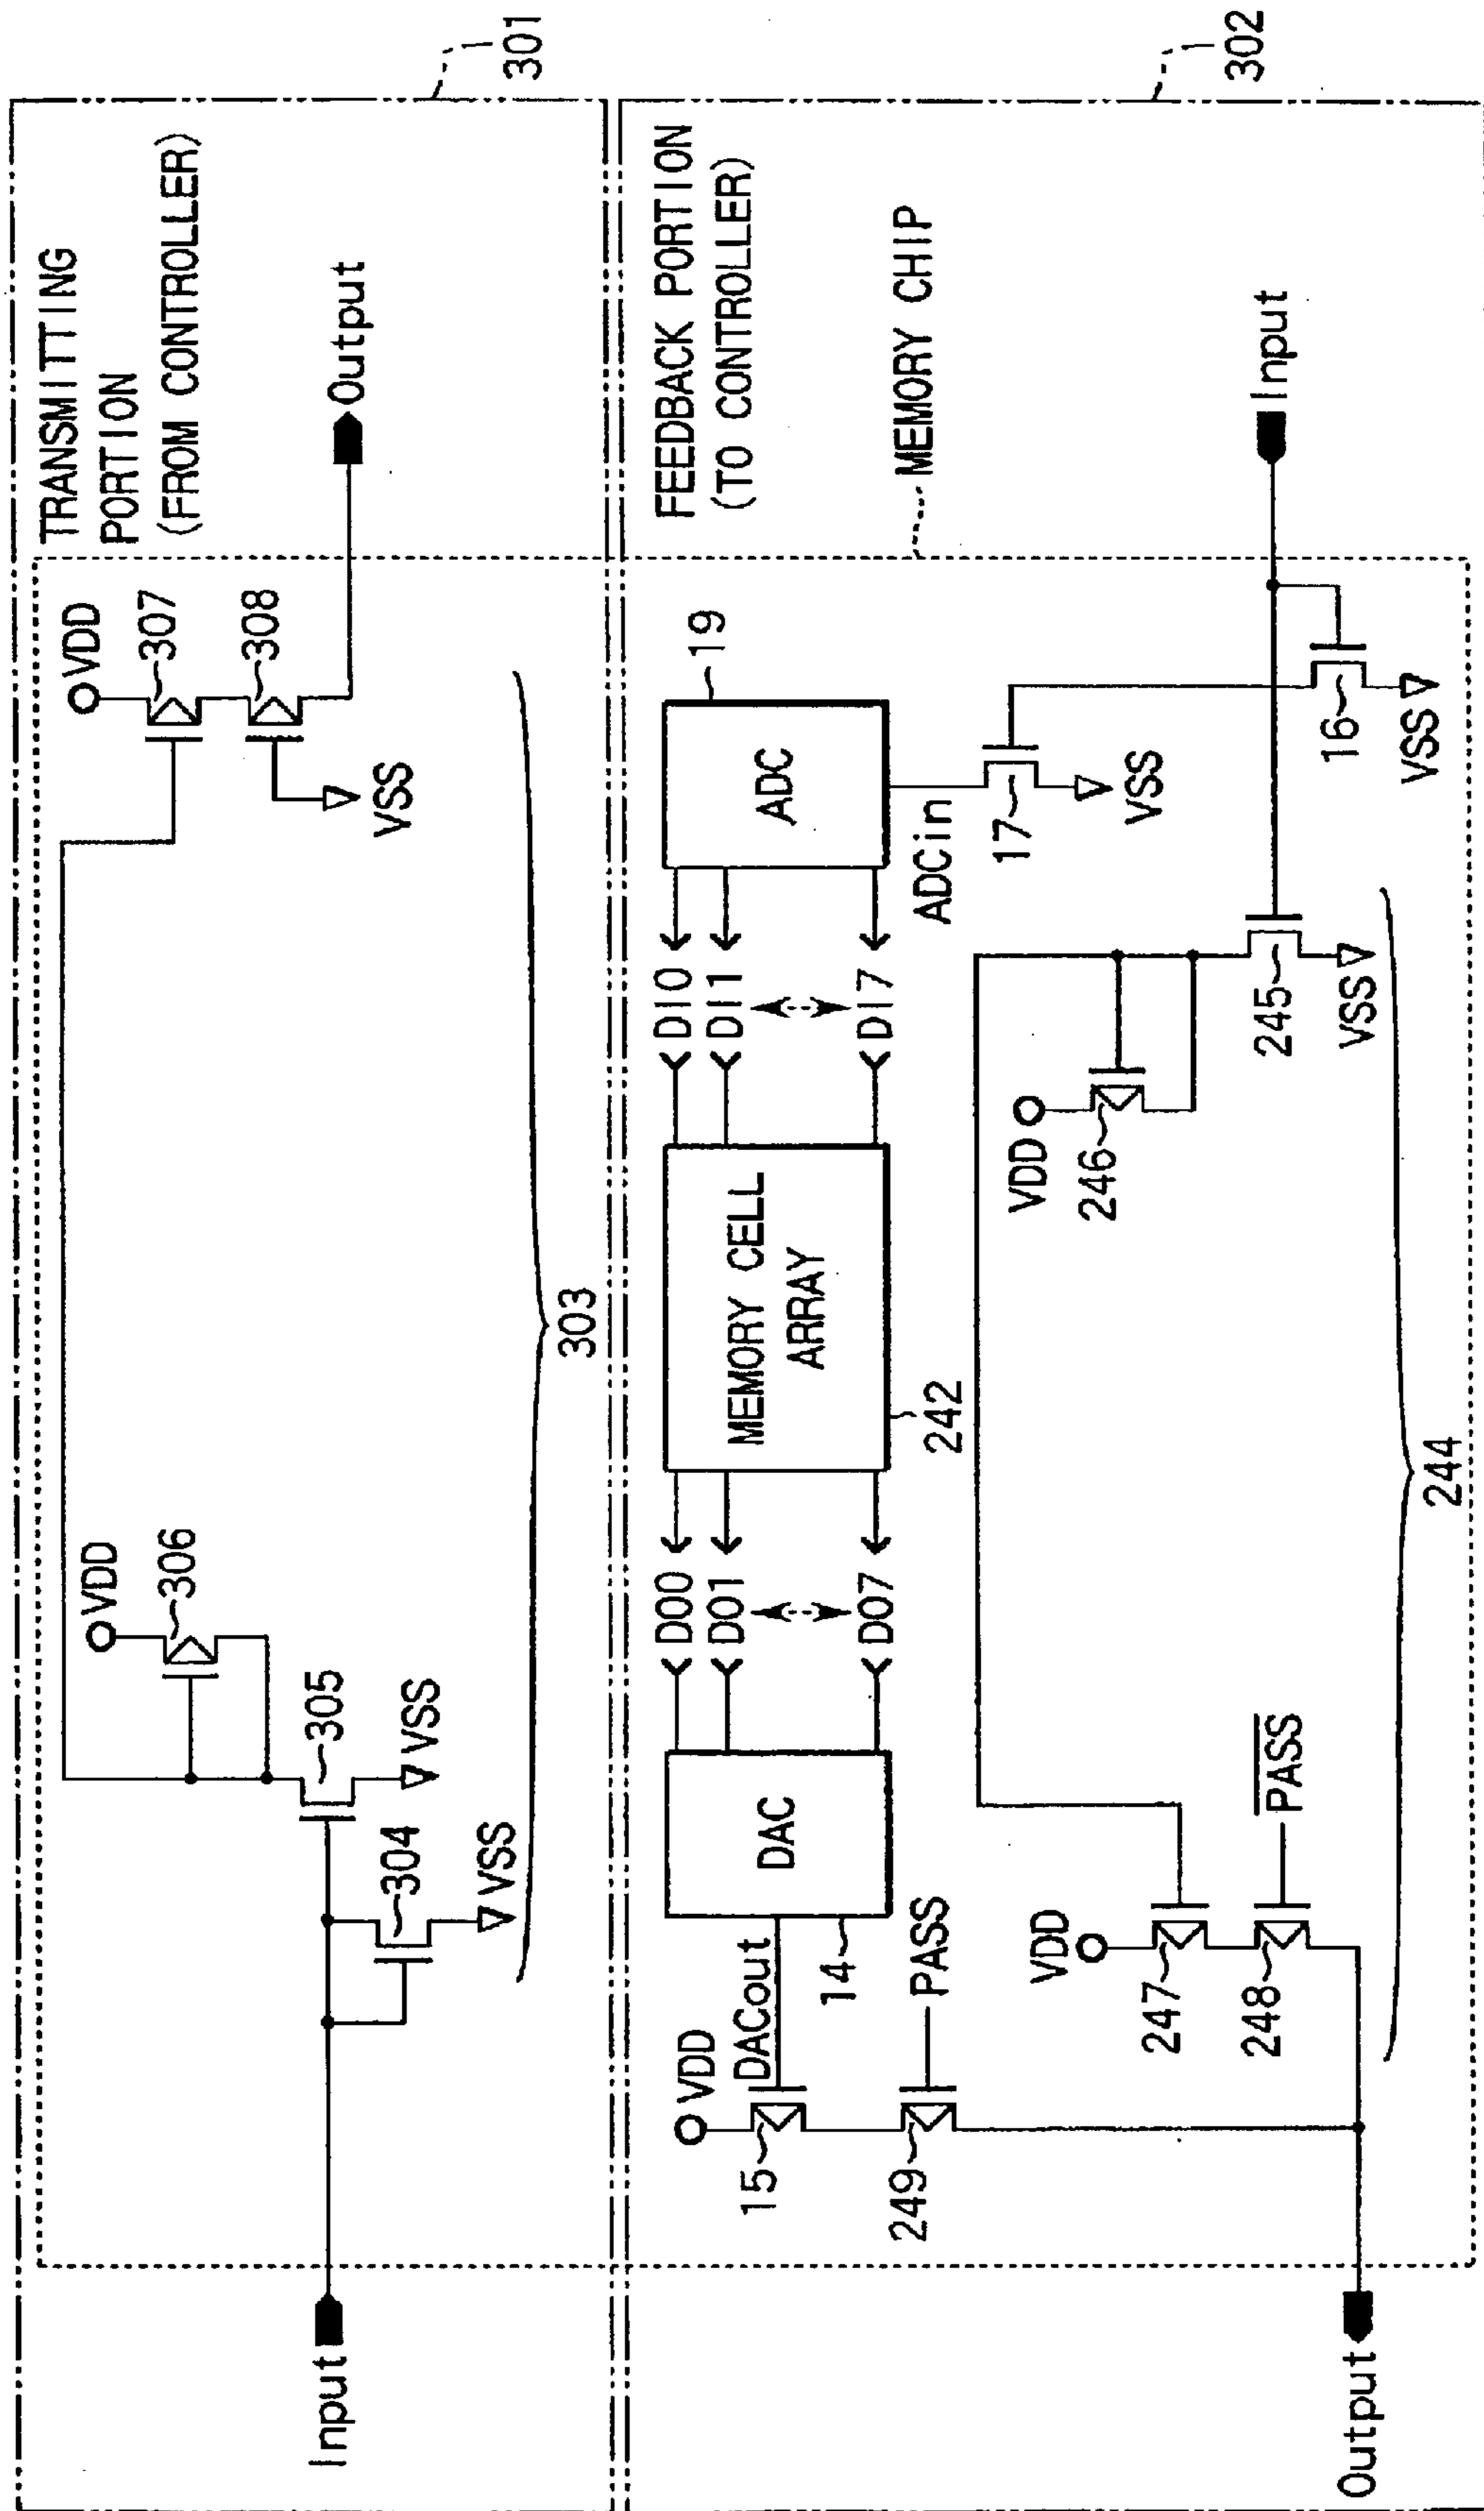 301
TRANSMITTING
PORTION
(FROM CONTROLLER)
VDD
307
308
Output
VSS
VDD
306
305
VSS
304
VSS
Input
303
302
FEEDBACK PORTION
(TO CONTROLLER)
MEMORY CHIP
19
ADC
ADCin
17
VSS
Input
16
VSS
DI0
DI1
DI7
MEMORY CELL
ARRAY
242
DO0
DO1
DO7
DAC
14
DACout
VDD
15
PASS
249
VDD
246
245
VSS
VDD
247
248
PASS
244
Output